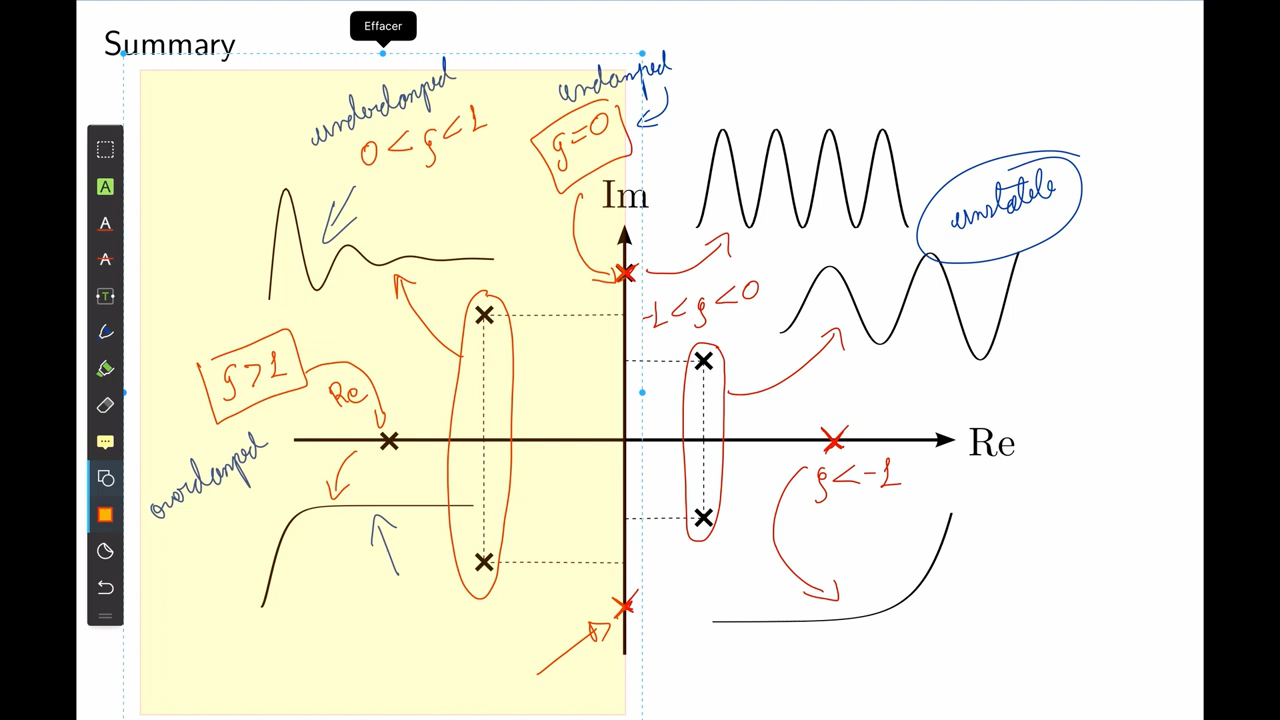 Effacer
Summary
underdamped
0 < ζ < 1
undamped
ζ=0
Im
unstable
-1 < ζ < 0
ζ > 1
Re
Re
overdamped
ζ < -1
A
A
A
T